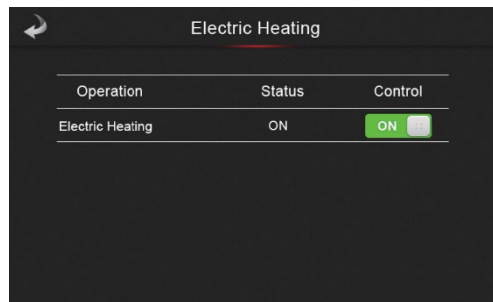 Electric Heating
Operation Status Control
Electric Heating ON ON